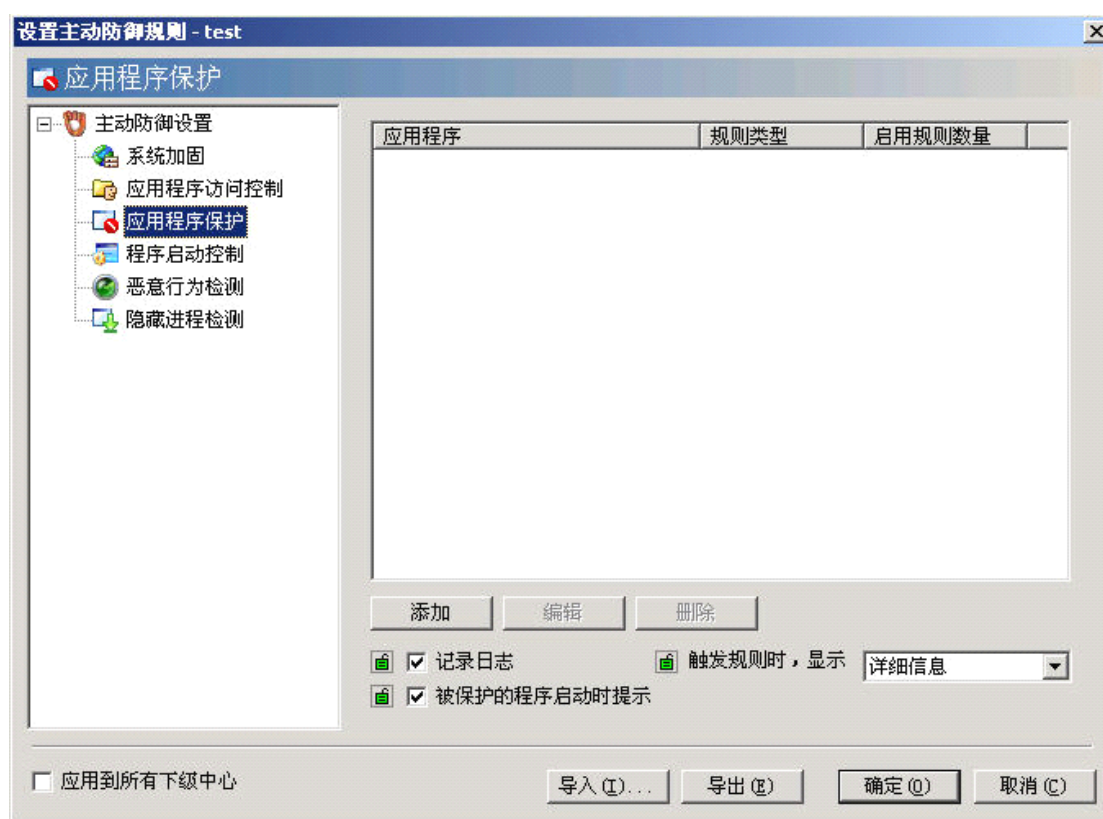 设置主动防御规则 - test
应用程序保护
主动防御设置
系统加固
应用程序访问控制
应用程序保护
程序启动控制
恶意行为检测
隐藏进程检测
应用程序 规则类型 启用规则数量
添加 编辑 删除
记录日志 触发规则时，显示 详细信息
被保护的程序启动时提示
应用到所有下级中心 导入(I)... 导出(E) 确定(O) 取消(C)